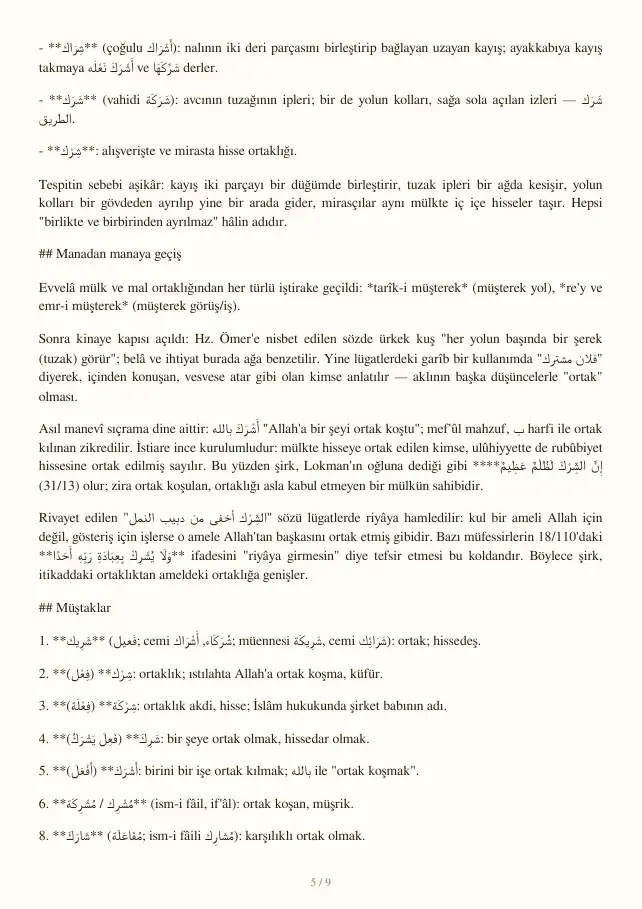 - **شِرَاك** (çoğulu أَشْرَاك): nalının iki deri parçasını birleştirip bağlayan uzayan kayış; ayakkabıya kayış
takmaya أَشْرَكَ نَعْلَه ve شَرَّكَهَا derler.
- **شَرَك** (vahidi شَرَكَة): avcının tuzağının ipleri; bir de yolun kolları, sağa sola açılan izleri — شَرَك
الطريق.
- **شِرْك**: alışverişte ve mirasta hisse ortaklığı.
Tespitin sebebi aşikâr: kayış iki parçayı bir düğümde birleştirir, tuzak ipleri bir ağda kesişir, yolun
kolları bir gövdeden ayrılıp yine bir arada gider, mirasçılar aynı mülkte iç içe hisseler taşır. Hepsi
"birlikte ve birbirinden ayrılmaz" hâlin adıdır.
## Manadan manaya geçiş
Evvelâ mülk ve mal ortaklığından her türlü iştirake geçildi: *tarîk-i müşterek* (müşterek yol), *re'y ve
emr-i müşterek* (müşterek görüş/iş).
Sonra kinaye kapısı açıldı: Hz. Ömer'e nisbet edilen sözde ürkek kuş "her yolun başında bir şerek
(tuzak) görür"; belâ ve ihtiyat burada ağa benzetilir. Yine lügatlerdeki garîb bir kullanımda "فلان مشترك"
diyerek, içinden konuşan, vesvese atar gibi olan kimse anlatılır — aklının başka düşüncelerle "ortak"
olması.
Asıl manevî sıçrama dine aittir: أَشْرَكَ بالله "Allah'a bir şeyi ortak koştu"; mef'ûl mahzuf, ب harfi ile ortak
kılınan zikredilir. İstiare ince kurulumludur: mülkte hisseye ortak edilen kimse, ulûhiyyette de rubûbiyet
hissesine ortak edilmiş sayılır. Bu yüzden şirk, Lokman'ın oğluna dediği gibi ****إِنَّ الشِّرْكَ لَظُلْمٌ عَظِيمٌ
(31/13) olur; zira ortak koşulan, ortaklığı asla kabul etmeyen bir mülkün sahibidir.
Rivayet edilen "الشِّرْك أخفى من دبيب النمل" sözü lügatlerde riyâya hamledilir: kul bir ameli Allah için
değil, gösteriş için işlerse o amele Allah'tan başkasını ortak etmiş gibidir. Bazı müfessirlerin 18/110'daki
**وَلَا يُشْرِكْ بِعِبَادَةِ رَبِّهِ أَحَدًا** ifadesini "riyâya girmesin" diye tefsir etmesi bu koldandır. Böylece şirk,
itikaddaki ortaklıktan ameldeki ortaklığa genişler.
## Müştaklar
1. **شَرِيك** (فَعيل; cemi شُرَكَاء، أَشْرَاك; müennesi شَرِيكَة, cemi شَرَائِك): ortak; hissedeş.
2. **شِرْك** (فِعْل): ortaklık; ıstılahta Allah'a ortak koşma, küfür.
3. **شِرْكَة** (فِعْلَة): ortaklık akdi, hisse; İslâm hukukunda şirket babının adı.
4. **شَرِكَ** (فَعِلَ يَشْرَكُ): bir şeye ortak olmak, hissedar olmak.
5. **أَشْرَكَ** (أَفْعَلَ): birini bir işe ortak kılmak; بالله ile "ortak koşmak".
6. **مُشْرِك / مُشْرِكَة** (ism-i fâil, if'âl): ortak koşan, müşrik.
8. **شارَكَ** (مُفاعَلَة; ism-i fâili مُشارِك): karşılıklı ortak olmak.
5 / 9